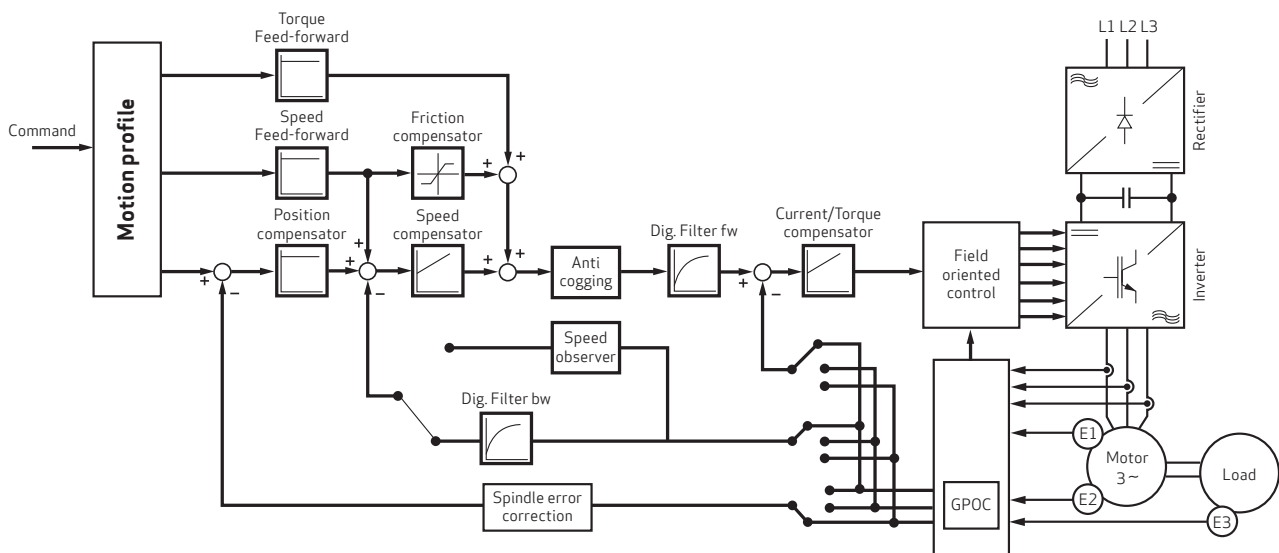 Torque
Feed-forward
L1 L2 L3
Rectifier
Command
Motion profile
Speed
Feed-forward
Friction
compensator
+
+
Position
compensator
Speed
compensator
+
+
+
+
−
+
−
Anti
cogging
Dig. Filter fw
+
−
Current/Torque
compensator
Field
oriented
control
Inverter
Speed
observer
Dig. Filter bw
Spindle error
correction
GPOC
E1
Motor
3~
E2
Load
E3